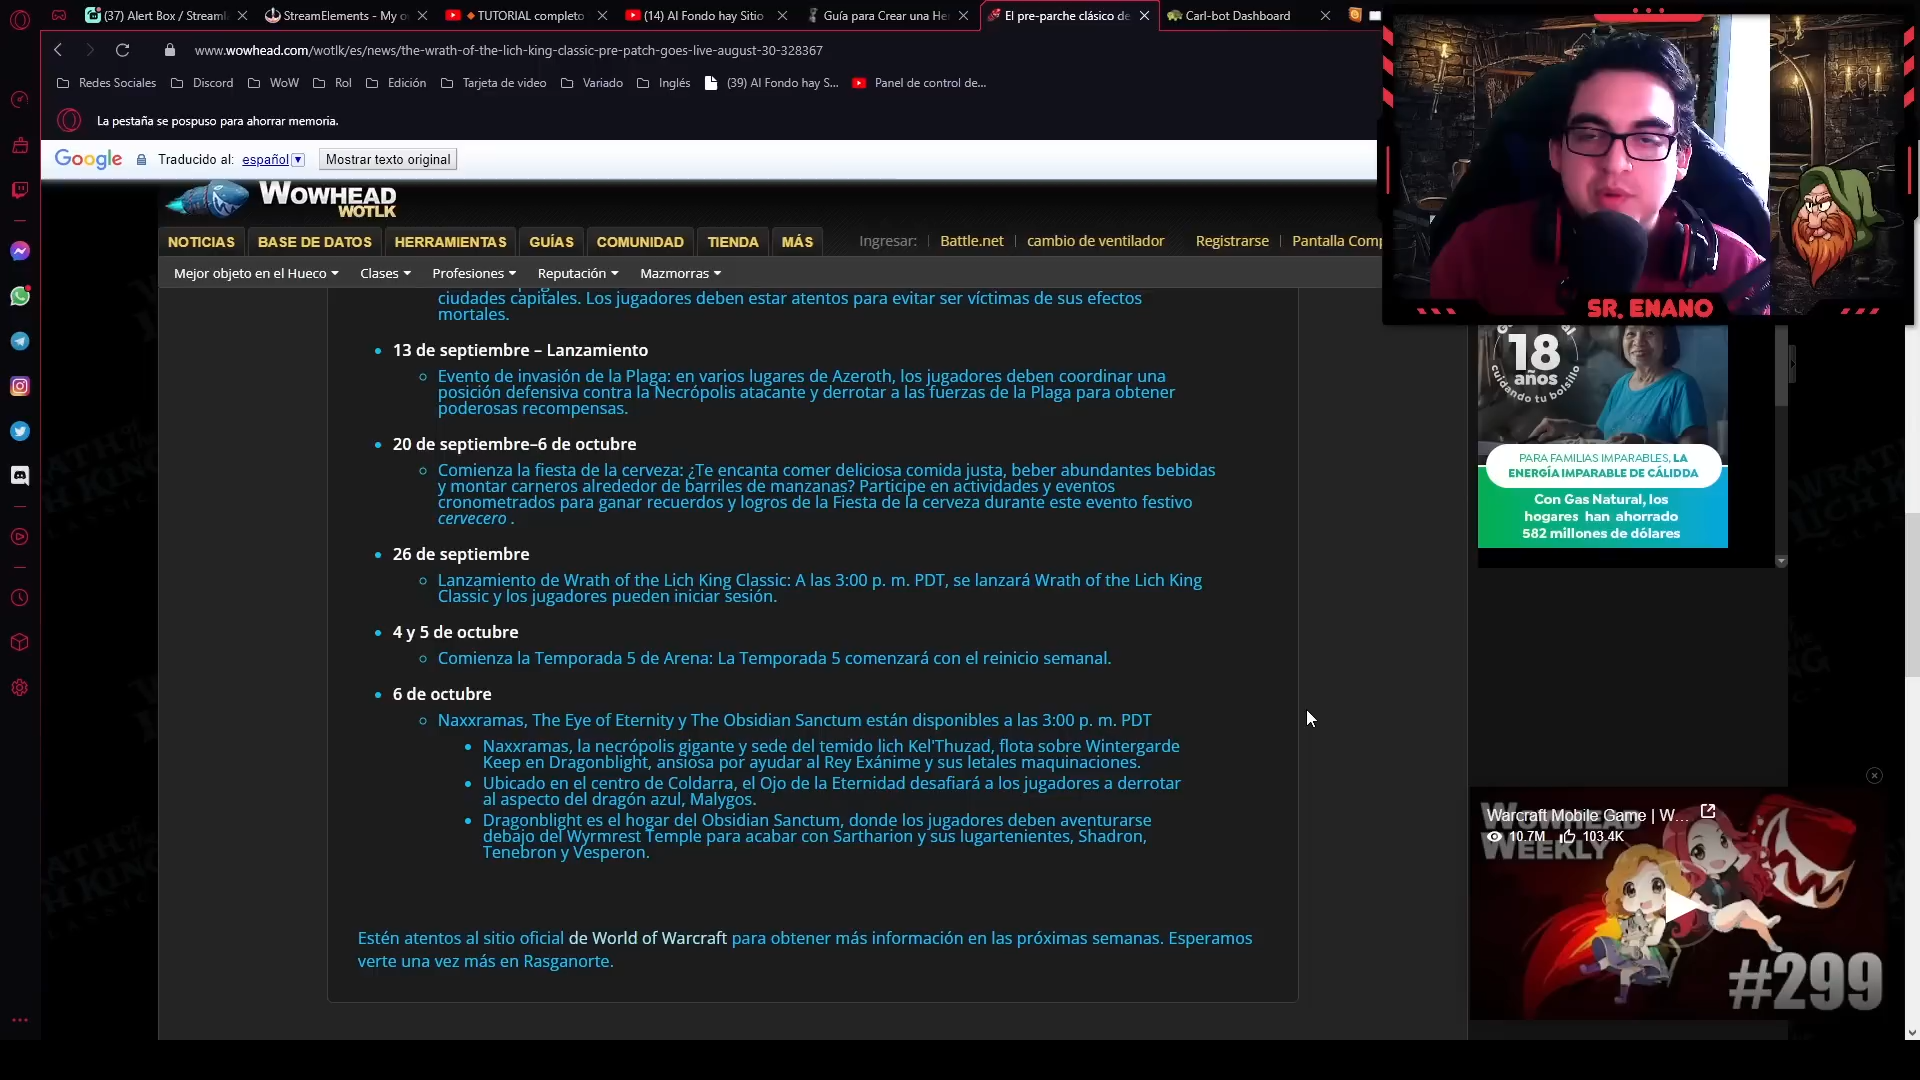 (37) Alert Box / Streaml
StreamElements - My o
TUTORIAL completo
(14) Al Fondo hay Sitio
Guía para Crear una He
El pre-parche clásico de
Carl-bot Dashboard
www.wowhead.com/wotlk/es/news/the-wrath-of-the-lich-king-classic-pre-patch-goes-live-august-30-328367
Redes Sociales
Discord
WoW
Rol
Edición
Tarjeta de video
Variado
Inglés
(39) Al Fondo hay S...
Panel de control de...
La pestaña se pospuso para ahorrar memoria.
Google Traducido al: español Mostrar texto original
WOWHEAD
WOTLK
NOTICIAS BASE DE DATOS HERRAMIENTAS GUÍAS COMUNIDAD TIENDA MÁS
Ingresar: Battle.net cambio de ventilador Registrarse Pantalla Comp
Mejor objeto en el Hueco Clases Profesiones Reputación Mazmorras
SR. ENANO
ciudades capitales. Los jugadores deben estar atentos para evitar ser víctimas de sus efectos
mortales.
13 de septiembre – Lanzamiento
Evento de invasión de la Plaga: en varios lugares de Azeroth, los jugadores deben coordinar una
posición defensiva contra la Necrópolis atacante y derrotar a las fuerzas de la Plaga para obtener
poderosas recompensas.
20 de septiembre–6 de octubre
Comienza la fiesta de la cerveza: ¿Te encanta comer deliciosa comida justa, beber abundantes bebidas
y montar carneros alrededor de barriles de manzanas? Participe en actividades y eventos
cronometrados para ganar recuerdos y logros de la Fiesta de la cerveza durante este evento festivo
cervecero .
26 de septiembre
Lanzamiento de Wrath of the Lich King Classic: A las 3:00 p. m. PDT, se lanzará Wrath of the Lich King
Classic y los jugadores pueden iniciar sesión.
4 y 5 de octubre
Comienza la Temporada 5 de Arena: La Temporada 5 comenzará con el reinicio semanal.
6 de octubre
Naxxramas, The Eye of Eternity y The Obsidian Sanctum están disponibles a las 3:00 p. m. PDT
Naxxramas, la necrópolis gigante y sede del temido lich Kel'Thuzad, flota sobre Wintergarde
Keep en Dragonblight, ansiosa por ayudar al Rey Exánime y sus letales maquinaciones.
Ubicado en el centro de Coldarra, el Ojo de la Eternidad desafiará a los jugadores a derrotar
al aspecto del dragón azul, Malygos.
Dragonblight es el hogar del Obsidian Sanctum, donde los jugadores deben aventurarse
debajo del Wyrmrest Temple para acabar con Sartharion y sus lugartenientes, Shadron,
Tenebron y Vesperon.
Estén atentos al sitio oficial de World of Warcraft para obtener más información en las próximas semanas. Esperamos
verte una vez más en Rasganorte.
18
años
cuidando tu bolsillo
PARA FAMILIAS IMPARABLES, LA
ENERGÍA IMPARABLE DE CÁLIDDA
Con Gas Natural, los
hogares han ahorrado
582 millones de dólares
Warcraft Mobile Game | W...
10.7M 103.4K
WOWHEAD
WEEKLY
#299